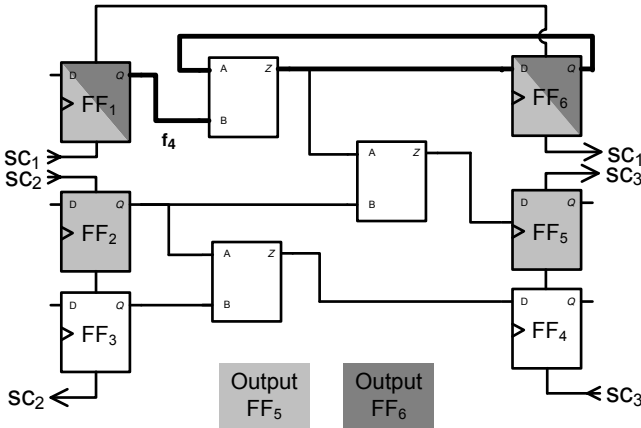 D Q
FF1
A Z
B
D Q
FF6
f4
SC1
SC2
SC1
SC3
A Z
B
D Q
FF2
D
FF5
A Z
B
D Q
FF3
D Q
FF4
SC2
SC3
Output
FF5
Output
FF6